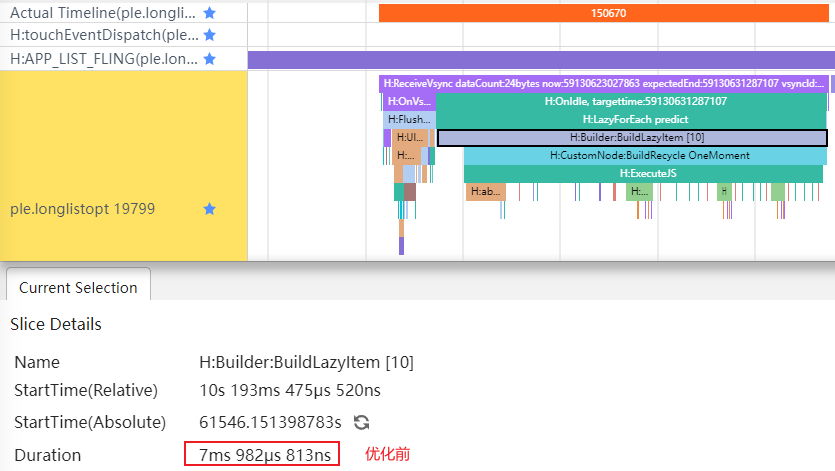 Actual Timeline(ple.longlis...
150670
H:touchEventDispatch(ple...
H:APP_LIST_FLING(ple.lon...
H:ReceiveVsync dataCount:24bytes now:59130623027863 expectedEnd:59130631287107 vsyncId:...
H:OnVs... H:OnIdle, targettime:59130631287107
H:Flush... H:LazyForEach predict
H:UI... H:Builder:BuildLazyItem [10]
H:... H:CustomNode:BuildRecycle OneMoment
H:ExecuteJS
H:ab... H:... H
ple.longlistopt 19799
Current Selection
Slice Details
Name H:Builder:BuildLazyItem [10]
StartTime(Relative) 10s 193ms 475μs 520ns
StartTime(Absolute) 61546.151398783s
Duration 7ms 982μs 813ns 优化前